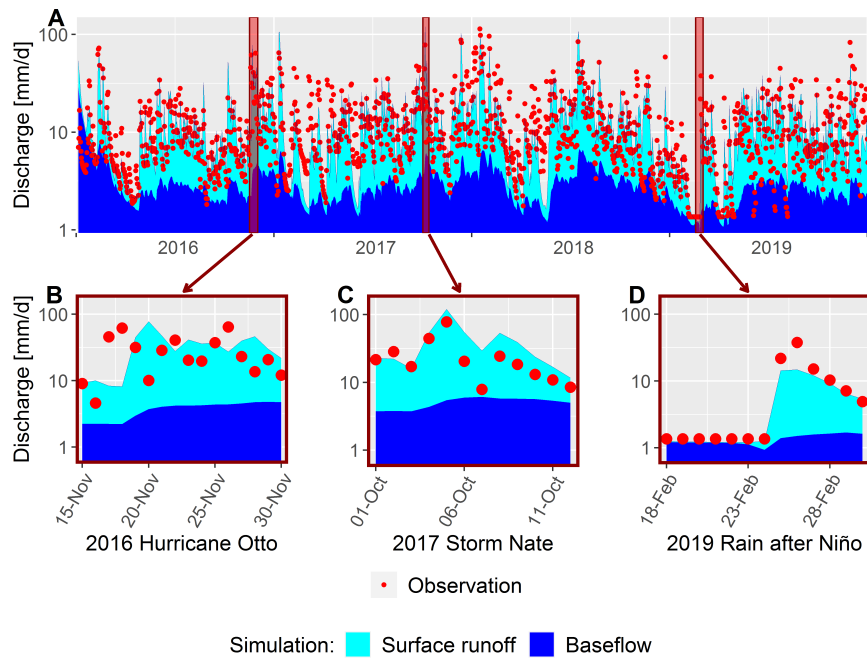 A
Discharge [mm/d]
100
10
1
2016 2017 2018 2019
B C D
Discharge [mm/d]
100 100 100
10 10 10
1 1 1
15-Nov 20-Nov 25-Nov 30-Nov 01-Oct 06-Oct 11-Oct 18-Feb 23-Feb 28-Feb
2016 Hurricane Otto 2017 Storm Nate 2019 Rain after Niño
Observation
Simulation: Surface runoff Baseflow